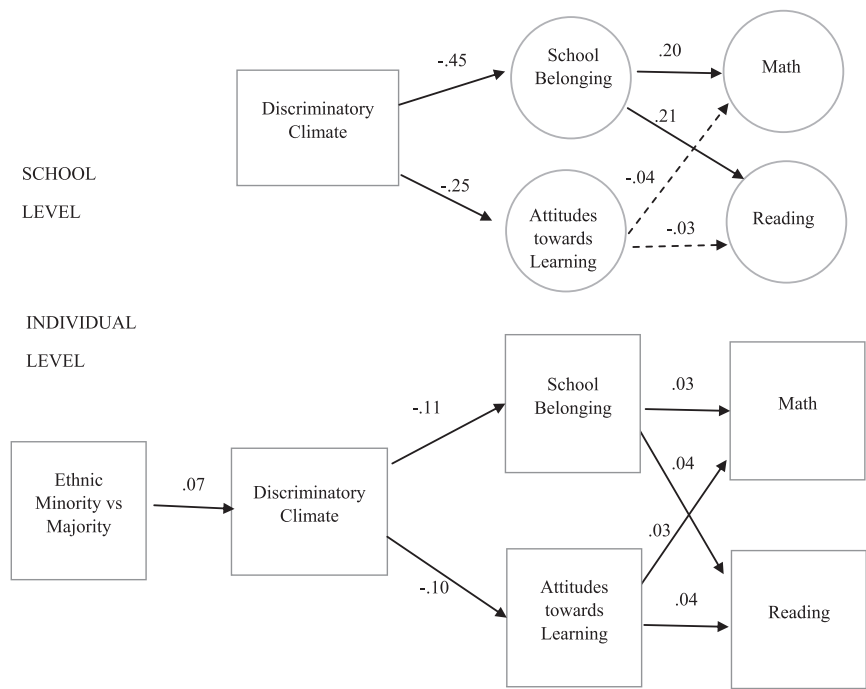 SCHOOL
LEVEL
Discriminatory
Climate
-.45
-.25
School
Belonging
Attitudes
towards
Learning
.20
.21
-.04
-.03
Math
Reading
INDIVIDUAL
LEVEL
Ethnic
Minority vs
Majority
.07
Discriminatory
Climate
-.11
-.10
School
Belonging
Attitudes
towards
Learning
.03
.04
.03
.04
Math
Reading